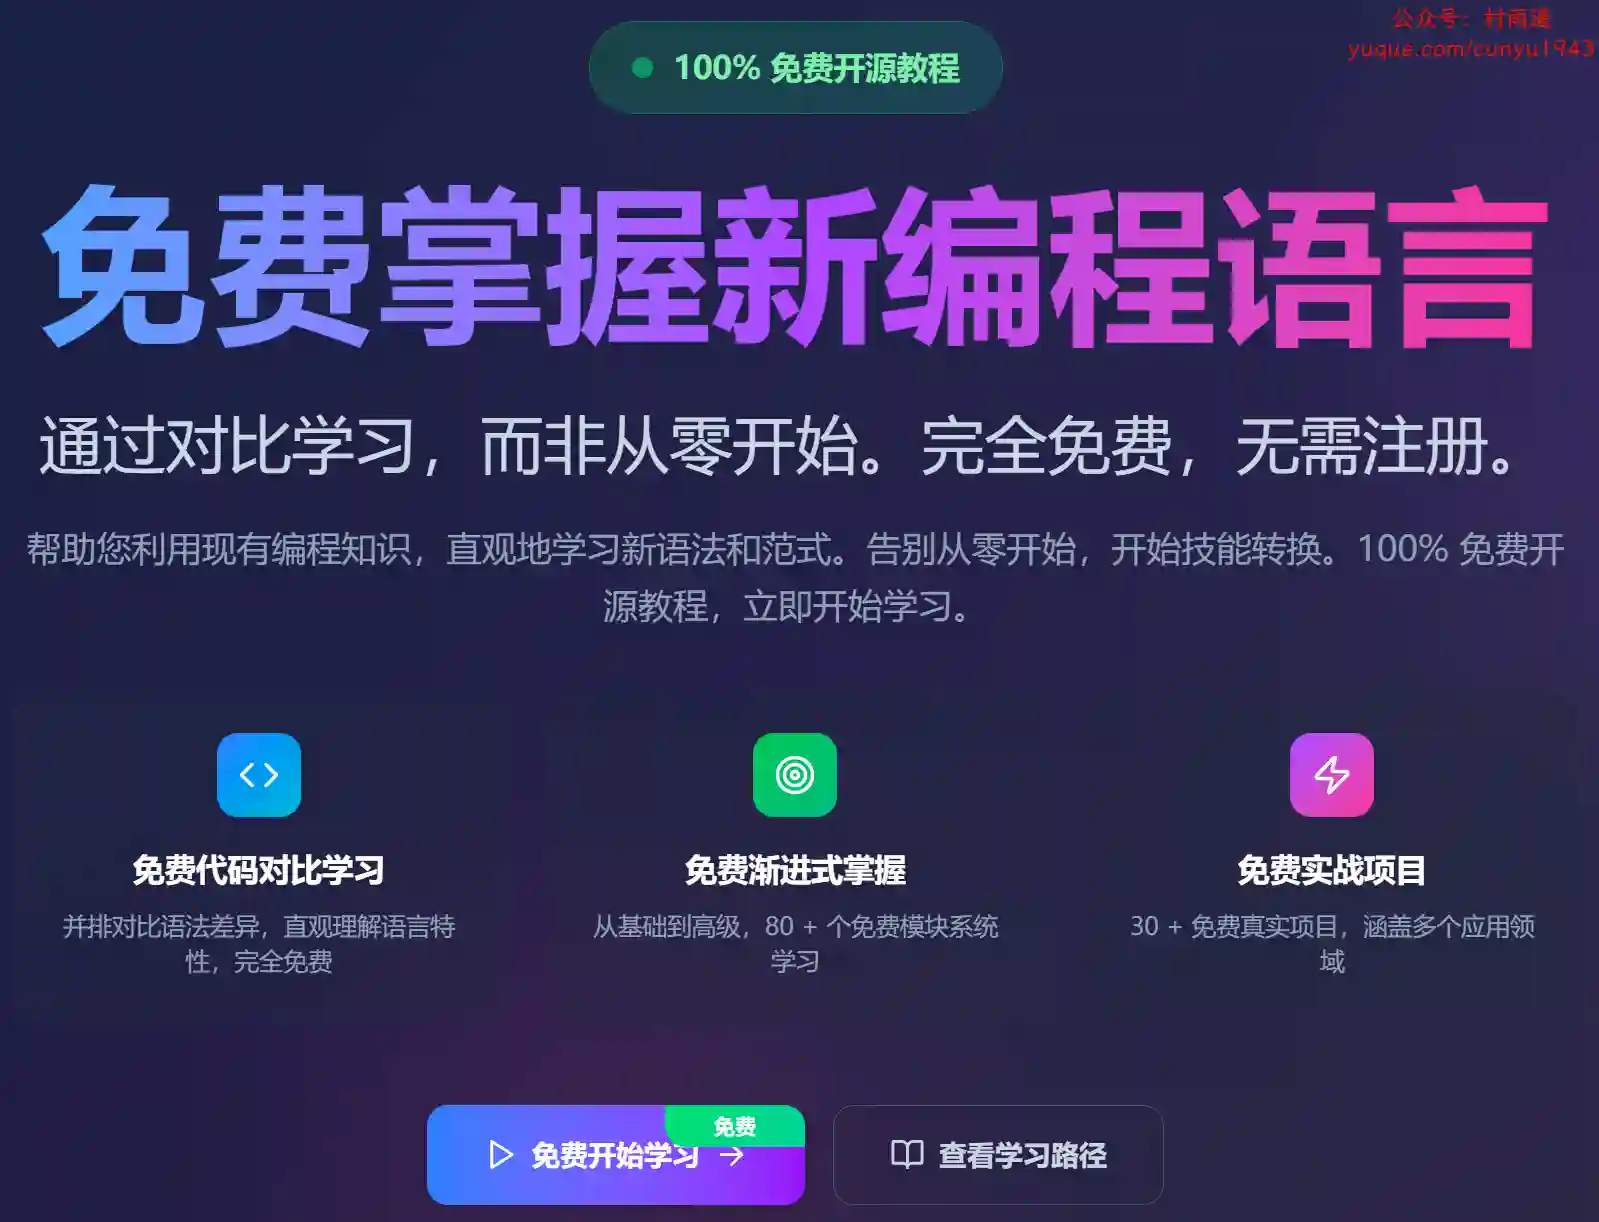 公众号：村雨遥
yuque.com/cunyu1943
100% 免费开源教程
免费掌握新编程语言
通过对比学习，而非从零开始。完全免费，无需注册。
帮助您利用现有编程知识，直观地学习新语法和范式。告别从零开始，开始技能转换。100% 免费开
源教程，立即开始学习。
免费代码对比学习
并排对比语法差异，直观理解语言特
性，完全免费
免费渐进式掌握
从基础到高级，80 + 个免费模块系统
学习
免费实战项目
30 + 免费真实项目，涵盖多个应用领
域
免费
免费开始学习
查看学习路径